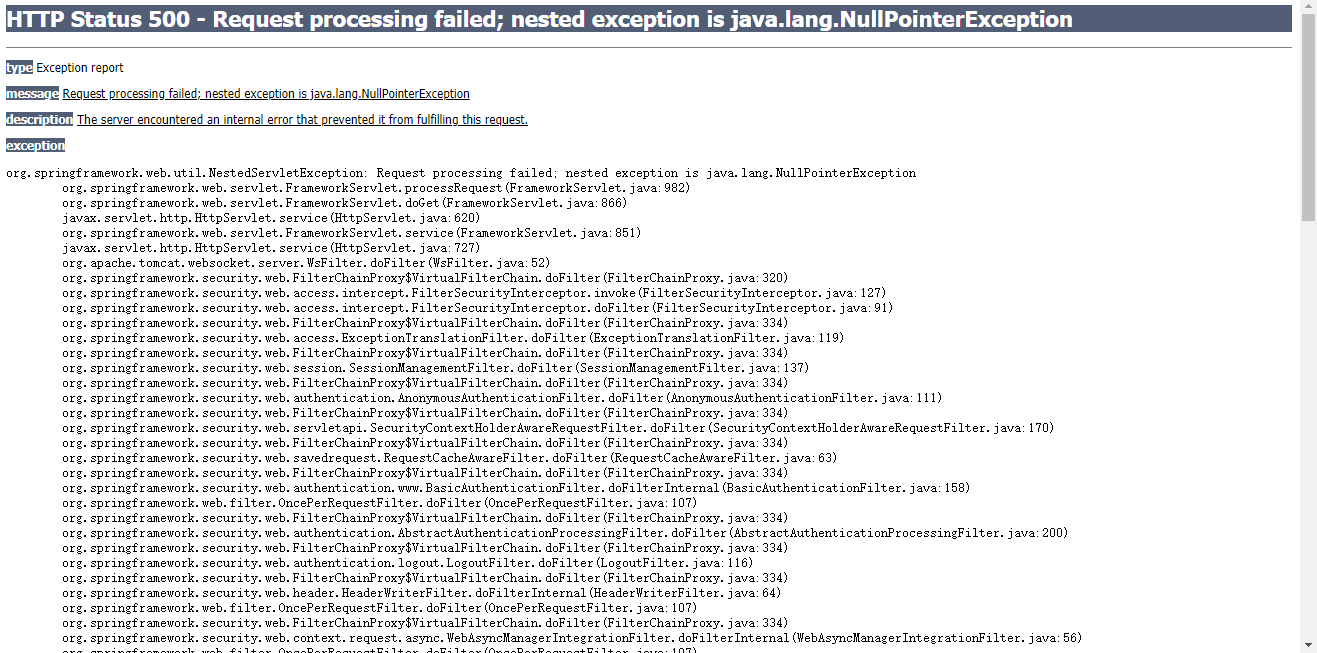 HTTP Status 500 - Request processing failed; nested exception is java.lang.NullPointerException
type Exception report
message Request processing failed; nested exception is java.lang.NullPointerException
description The server encountered an internal error that prevented it from fulfilling this request.
exception
org.springframework.web.util.NestedServletException: Request processing failed; nested exception is java.lang.NullPointerException
org.springframework.web.servlet.FrameworkServlet.processRequest(FrameworkServlet.java:982)
org.springframework.web.servlet.FrameworkServlet.doGet(FrameworkServlet.java:866)
javax.servlet.http.HttpServlet.service(HttpServlet.java:620)
org.springframework.web.servlet.FrameworkServlet.service(FrameworkServlet.java:851)
javax.servlet.http.HttpServlet.service(HttpServlet.java:727)
org.apache.tomcat.websocket.server.WsFilter.doFilter(WsFilter.java:52)
org.springframework.security.web.FilterChainProxy$VirtualFilterChain.doFilter(FilterChainProxy.java:320)
org.springframework.security.web.access.intercept.FilterSecurityInterceptor.invoke(FilterSecurityInterceptor.java:127)
org.springframework.security.web.access.intercept.FilterSecurityInterceptor.doFilter(FilterSecurityInterceptor.java:91)
org.springframework.security.web.FilterChainProxy$VirtualFilterChain.doFilter(FilterChainProxy.java:334)
org.springframework.security.web.access.ExceptionTranslationFilter.doFilter(ExceptionTranslationFilter.java:119)
org.springframework.security.web.FilterChainProxy$VirtualFilterChain.doFilter(FilterChainProxy.java:334)
org.springframework.security.web.session.SessionManagementFilter.doFilter(SessionManagementFilter.java:137)
org.springframework.security.web.FilterChainProxy$VirtualFilterChain.doFilter(FilterChainProxy.java:334)
org.springframework.security.web.authentication.AnonymousAuthenticationFilter.doFilter(AnonymousAuthenticationFilter.java:111)
org.springframework.security.web.FilterChainProxy$VirtualFilterChain.doFilter(FilterChainProxy.java:334)
org.springframework.security.web.servletapi.SecurityContextHolderAwareRequestFilter.doFilter(SecurityContextHolderAwareRequestFilter.java:170)
org.springframework.security.web.FilterChainProxy$VirtualFilterChain.doFilter(FilterChainProxy.java:334)
org.springframework.security.web.savedrequest.RequestCacheAwareFilter.doFilter(RequestCacheAwareFilter.java:63)
org.springframework.security.web.FilterChainProxy$VirtualFilterChain.doFilter(FilterChainProxy.java:334)
org.springframework.security.web.authentication.www.BasicAuthenticationFilter.doFilterInternal(BasicAuthenticationFilter.java:158)
org.springframework.web.filter.OncePerRequestFilter.doFilter(OncePerRequestFilter.java:107)
org.springframework.security.web.FilterChainProxy$VirtualFilterChain.doFilter(FilterChainProxy.java:334)
org.springframework.security.web.authentication.AbstractAuthenticationProcessingFilter.doFilter(AbstractAuthenticationProcessingFilter.java:200)
org.springframework.security.web.FilterChainProxy$VirtualFilterChain.doFilter(FilterChainProxy.java:334)
org.springframework.security.web.authentication.logout.LogoutFilter.doFilter(LogoutFilter.java:116)
org.springframework.security.web.FilterChainProxy$VirtualFilterChain.doFilter(FilterChainProxy.java:334)
org.springframework.security.web.header.HeaderWriterFilter.doFilterInternal(HeaderWriterFilter.java:64)
org.springframework.web.filter.OncePerRequestFilter.doFilter(OncePerRequestFilter.java:107)
org.springframework.security.web.FilterChainProxy$VirtualFilterChain.doFilter(FilterChainProxy.java:334)
org.springframework.security.web.context.request.async.WebAsyncManagerIntegrationFilter.doFilterInternal(WebAsyncManagerIntegrationFilter.java:56)
org.springframework.web.filter.OncePerRequestFilter.doFilter(OncePerRequestFilter.java:107)